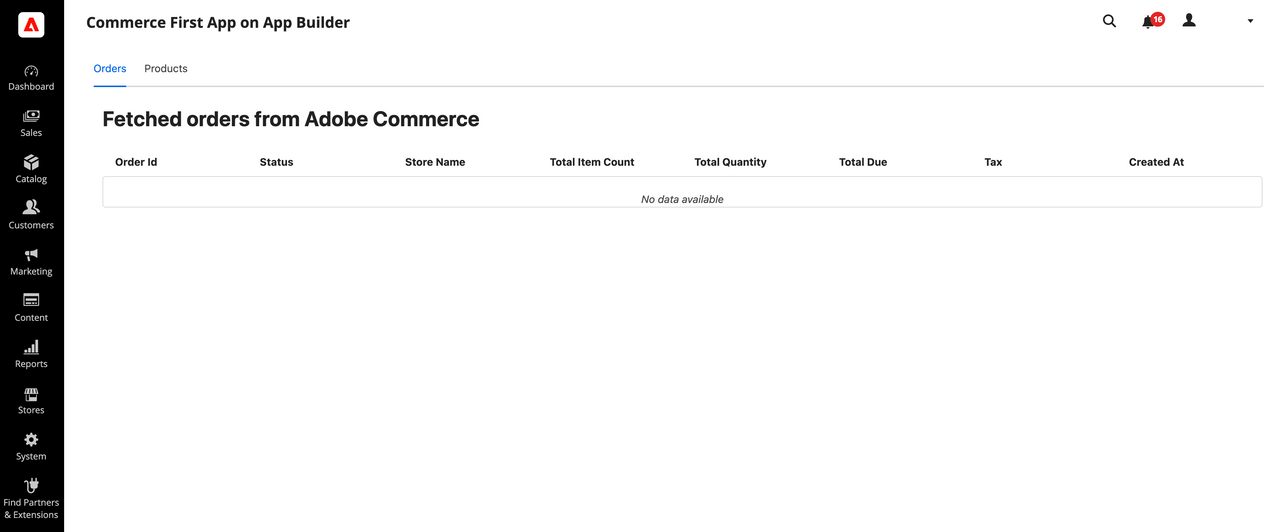 Commerce First App on App Builder
16
Dashboard
Sales
Catalog
Customers
Marketing
Content
Reports
Stores
System
Find Partners
& Extensions
Orders Products
Fetched orders from Adobe Commerce
Order Id Status Store Name Total Item Count Total Quantity Total Due Tax Created At
No data available